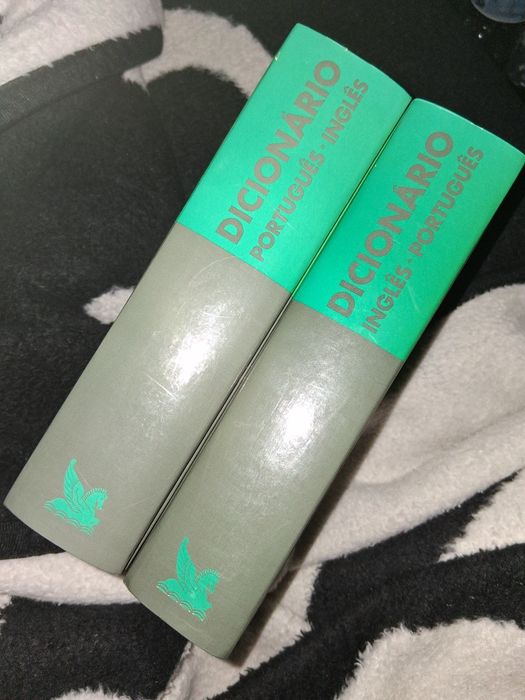 DICIONÁRIO
PORTUGUÊS · INGLÊS
DICIONÁRIO
INGLÊS · PORTUGUÊS